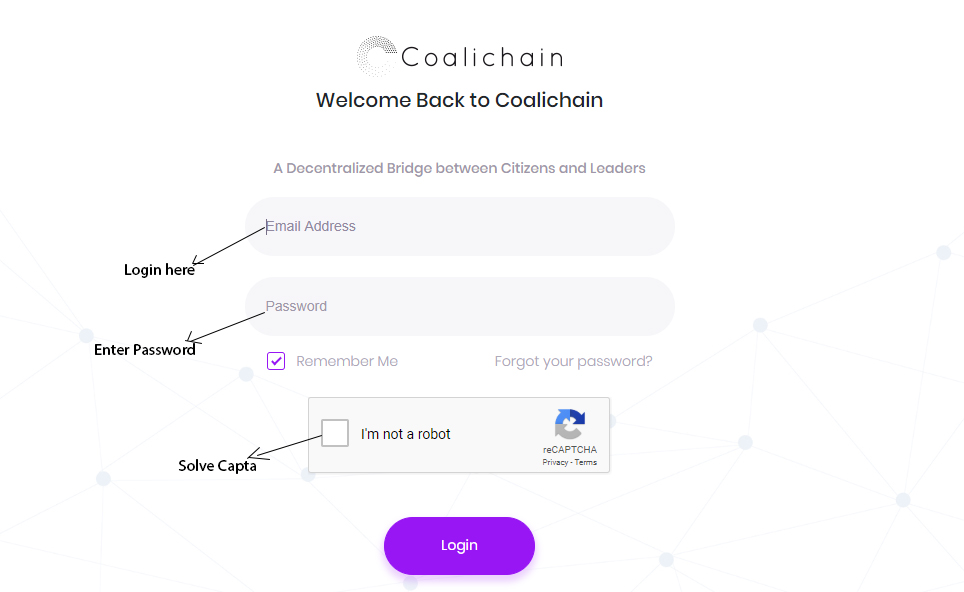 Coalichain
Welcome Back to Coalichain
A Decentralized Bridge between Citizens and Leaders
Email Address
Login here
Password
Enter Password
Remember Me Forgot your password?
I'm not a robot
reCAPTCHA
Privacy - Terms
Solve Capta
Login